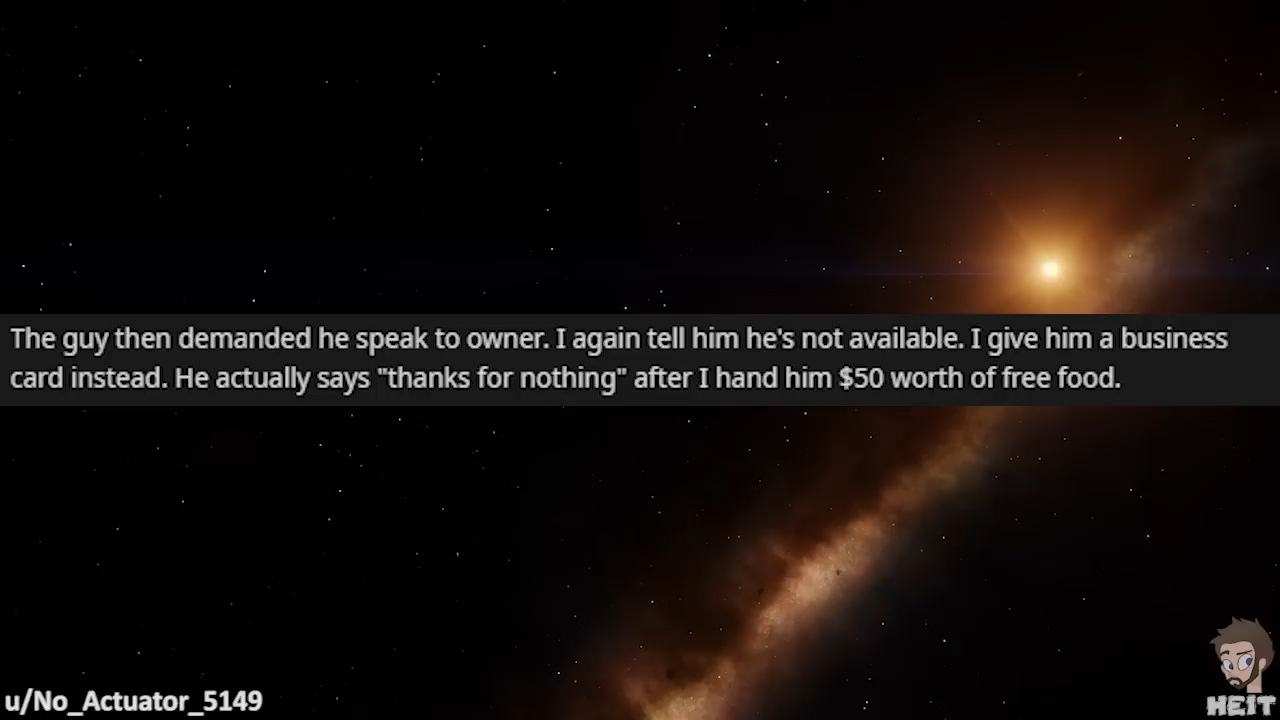 The guy then demanded he speak to owner. I again tell him he's not available. I give him a business
card instead. He actually says "thanks for nothing" after I hand him $50 worth of free food.
u/No_Actuator_5149
HEIT